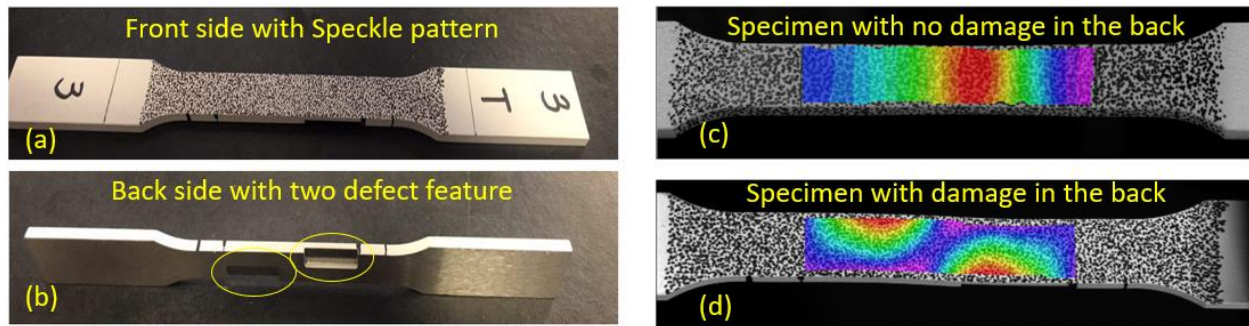 Front side with Speckle pattern
3
3
T
(a)
Back side with two defect feature
(b)
Specimen with no damage in the back
(c)
Specimen with damage in the back
(d)